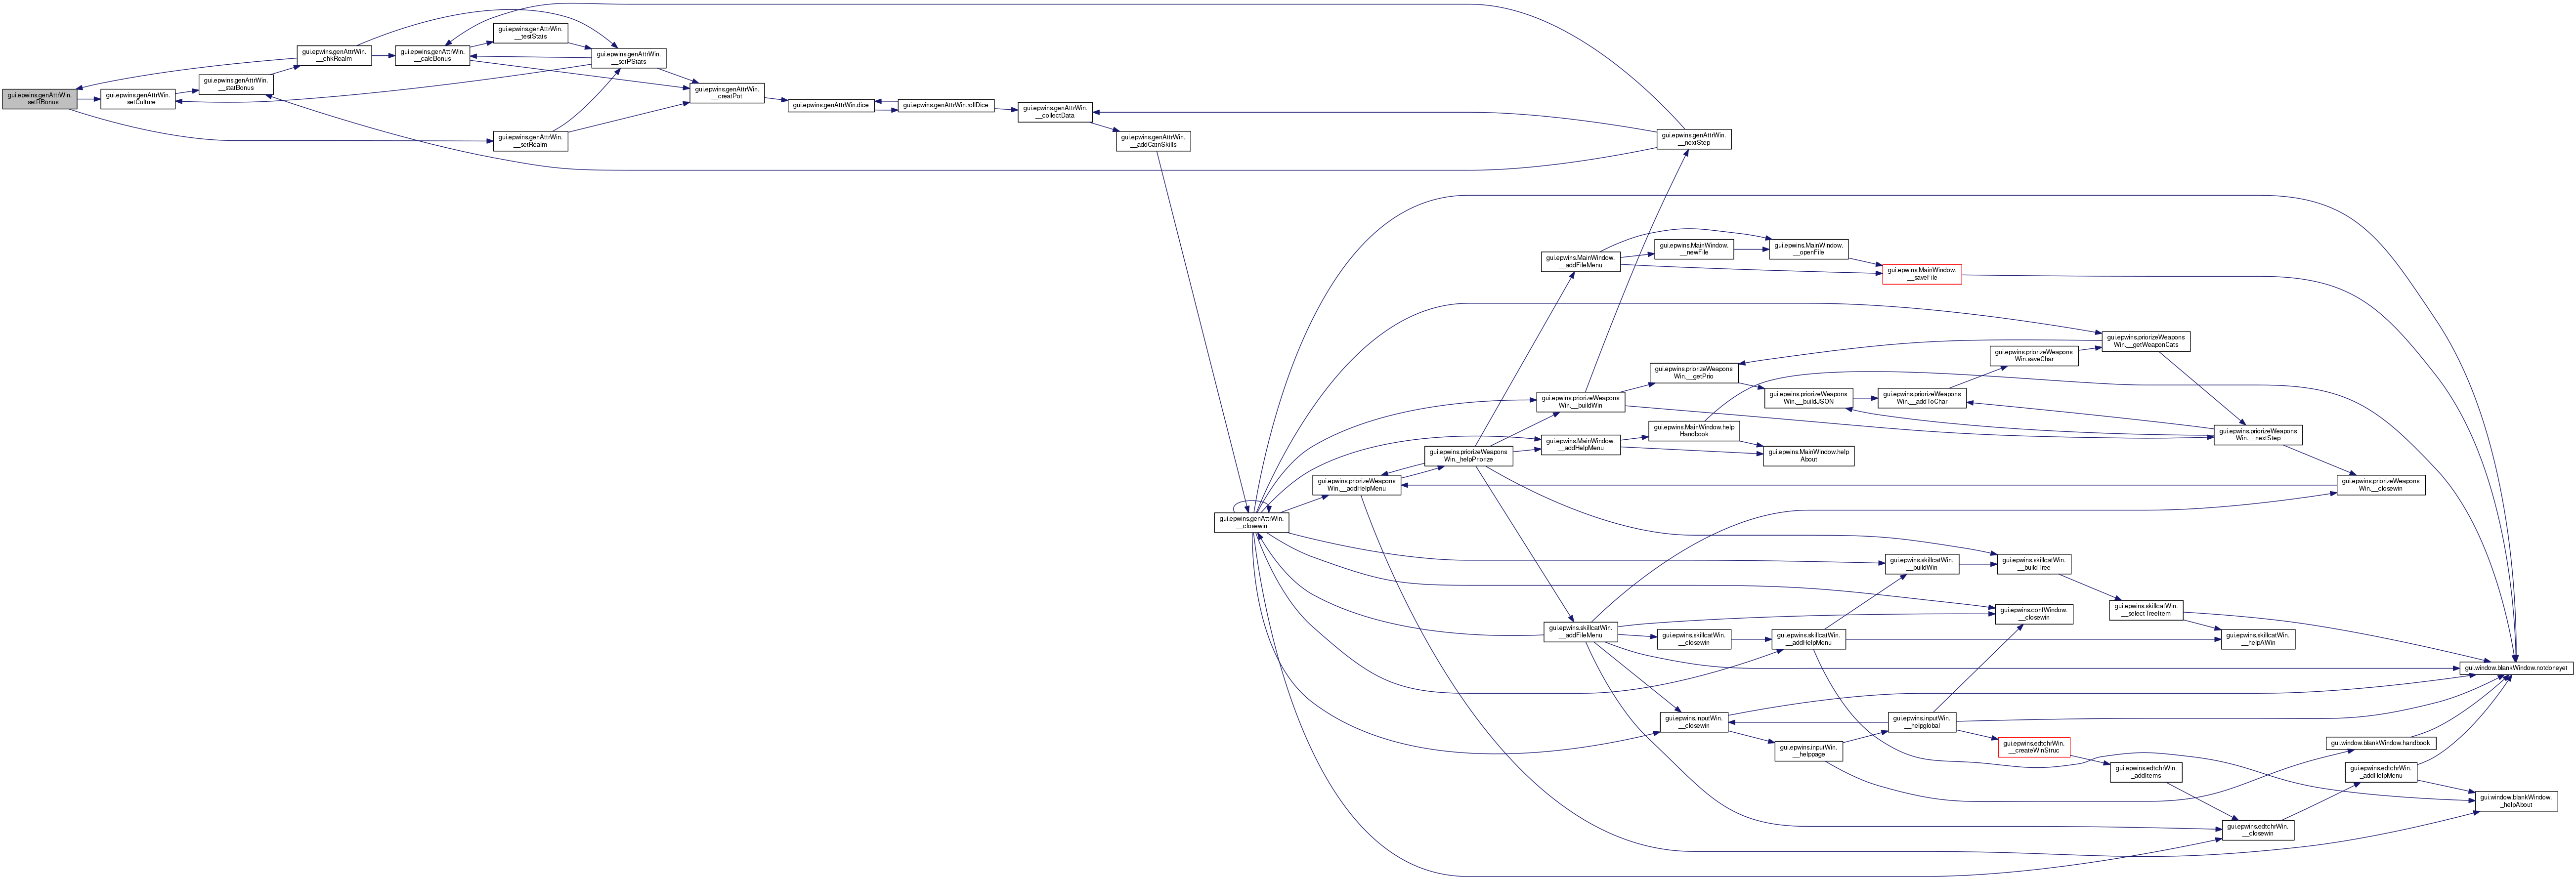 gui.epwins.genAttrWin.
__setRBonus
gui.epwins.genAttrWin.
__setCulture
gui.epwins.genAttrWin.
__statBonus
gui.epwins.genAttrWin.
__chkRealm
gui.epwins.genAttrWin.
__calcBonus
gui.epwins.genAttrWin.
__testStats
gui.epwins.genAttrWin.
__setPStats
gui.epwins.genAttrWin.
__setRealm
gui.epwins.genAttrWin.
__creatPot
gui.epwins.genAttrWin.dice
gui.epwins.genAttrWin.rollDice
gui.epwins.genAttrWin.
__collectData
gui.epwins.genAttrWin.
__addCatnSkills
gui.epwins.genAttrWin.
__closewin
gui.epwins.priorizeWeapons
Win.__addHelpMenu
gui.epwins.priorizeWeapons
Win._helpPriorize
gui.epwins.genAttrWin.
__nextStep
gui.epwins.MainWindow.
__addFileMenu
gui.epwins.MainWindow.
__newFile
gui.epwins.MainWindow.
__openFile
gui.epwins.MainWindow.
__saveFile
gui.epwins.priorizeWeapons
Win.__buildWin
gui.epwins.priorizeWeapons
Win.__getPrio
gui.epwins.priorizeWeapons
Win.__buildJSON
gui.epwins.priorizeWeapons
Win.__addToChar
gui.epwins.priorizeWeapons
Win.saveChar
gui.epwins.priorizeWeapons
Win.__getWeaponCats
gui.epwins.priorizeWeapons
Win.__nextStep
gui.epwins.priorizeWeapons
Win.__closewin
gui.epwins.MainWindow.
__addHelpMenu
gui.epwins.MainWindow.help
Handbook
gui.epwins.MainWindow.help
About
gui.epwins.skillcatWin.
__buildWin
gui.epwins.skillcatWin.
__buildTree
gui.epwins.skillcatWin.
__selectTreeItem
gui.epwins.skillcatWin.
__helpAWin
gui.epwins.confWindow.
__closewin
gui.epwins.skillcatWin.
__addFileMenu
gui.epwins.skillcatWin.
__closewin
gui.epwins.skillcatWin.
__addHelpMenu
gui.window.blankWindow.notdoneyet
gui.epwins.inputWin.
__closewin
gui.epwins.inputWin.
__helppage
gui.epwins.inputWin.
__helpglobal
gui.epwins.edtchrWin.
__createWinStruc
gui.epwins.edtchrWin.
_addItems
gui.epwins.edtchrWin.
__closewin
gui.window.blankWindow.handbook
gui.epwins.edtchrWin.
_addHelpMenu
gui.window.blankWindow.
_helpAbout